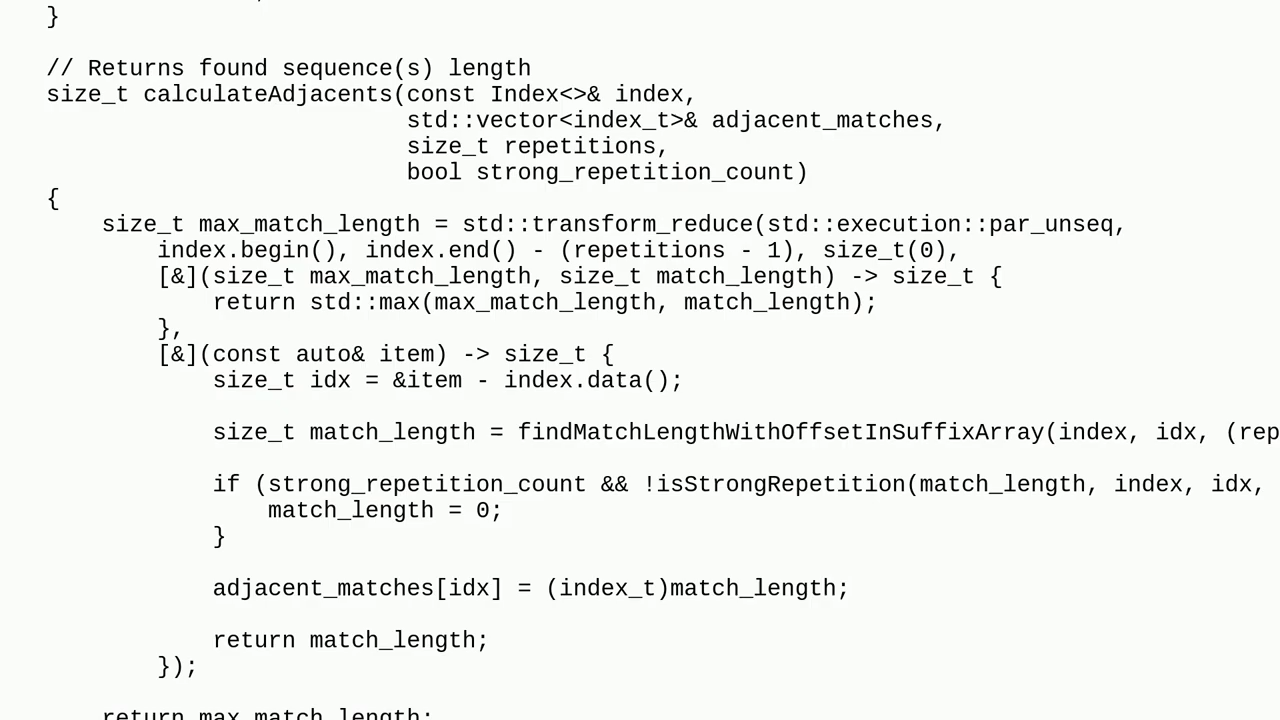 }
// Returns found sequence(s) length
size_t calculateAdjacents(const Index<>& index,
std::vector<index_t>& adjacent_matches,
size_t repetitions,
bool strong_repetition_count)
{
size_t max_match_length = std::transform_reduce(std::execution::par_unseq,
index.begin(), index.end() - (repetitions - 1), size_t(0),
[&](size_t max_match_length, size_t match_length) -> size_t {
return std::max(max_match_length, match_length);
},
[&](const auto& item) -> size_t {
size_t idx = &item - index.data();
size_t match_length = findMatchLengthWithOffsetInSuffixArray(index, idx, (rep
if (strong_repetition_count && !isStrongRepetition(match_length, index, idx,
match_length = 0;
}
adjacent_matches[idx] = (index_t)match_length;
return match_length;
});
return max_match_length;